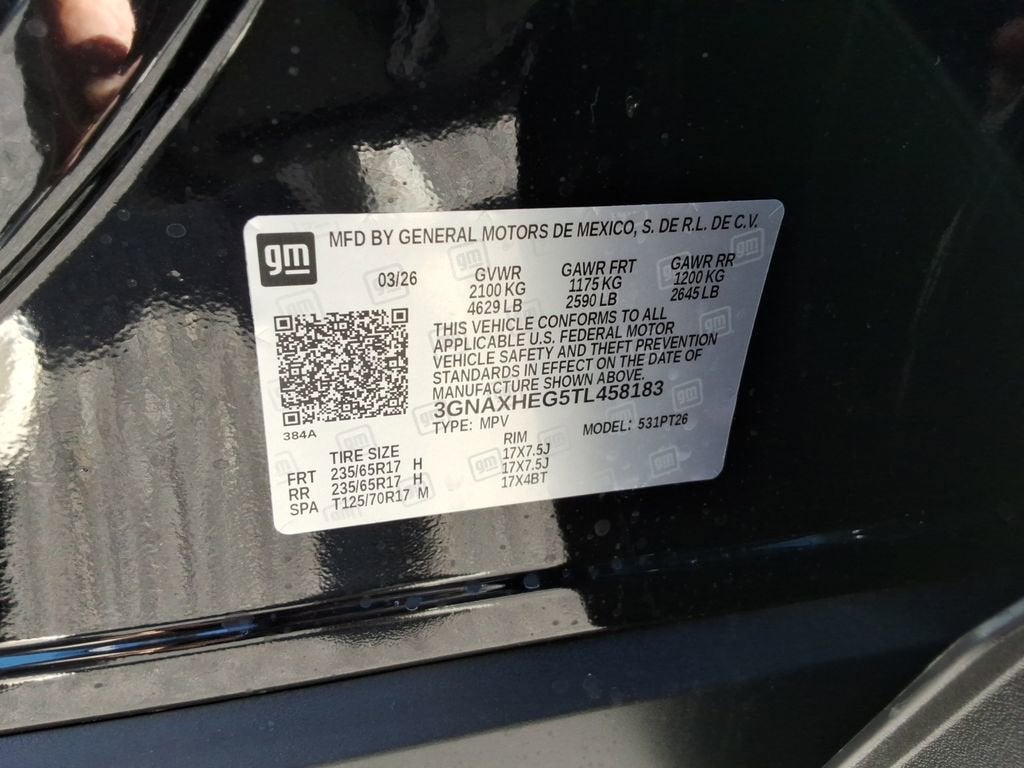 gm MFD BY GENERAL MOTORS DE MEXICO, S. DE R.L. DE C.V.
03/26 GVWR GAWR FRT GAWR RR
2100 KG 1175 KG 1200 KG
4629 LB 2590 LB 2645 LB
THIS VEHICLE CONFORMS TO ALL
APPLICABLE U.S. FEDERAL MOTOR
VEHICLE SAFETY AND THEFT PREVENTION
STANDARDS IN EFFECT ON THE DATE OF
MANUFACTURE SHOWN ABOVE.
3GNAXHEG5TL458183
TYPE: MPV MODEL: 531PT26
384A
TIRE SIZE RIM
FRT 235/65R17 H 17X7.5J
RR 235/65R17 H 17X7.5J
SPA T125/70R17 M 17X4BT